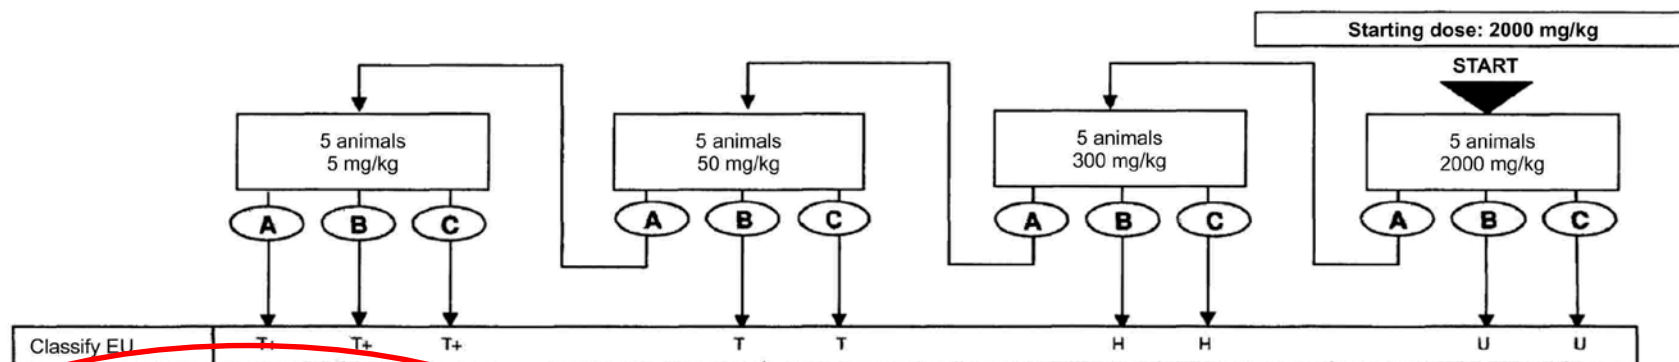 Starting dose: 2000 mg/kg
START
5 animals
5 mg/kg
5 animals
50 mg/kg
5 animals
300 mg/kg
5 animals
2000 mg/kg
A B C A B C A B C A B C
Classify EU T+ T+ T+ T T H H U U